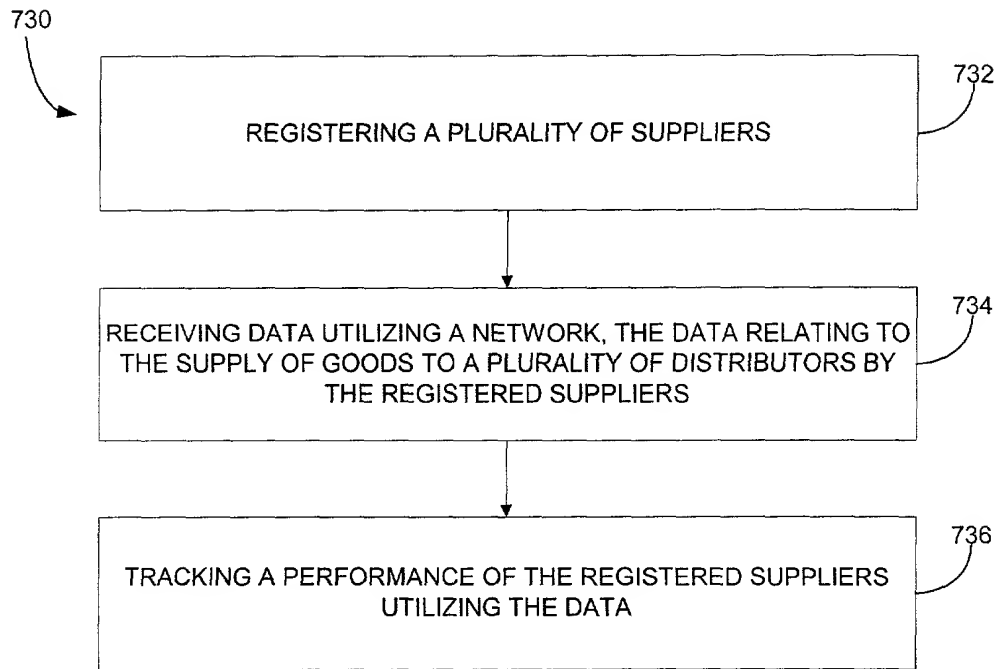 730
732
REGISTERING A PLURALITY OF SUPPLIERS
734
RECEIVING DATA UTILIZING A NETWORK, THE DATA RELATING TO
THE SUPPLY OF GOODS TO A PLURALITY OF DISTRIBUTORS BY
THE REGISTERED SUPPLIERS
736
TRACKING A PERFORMANCE OF THE REGISTERED SUPPLIERS
UTILIZING THE DATA